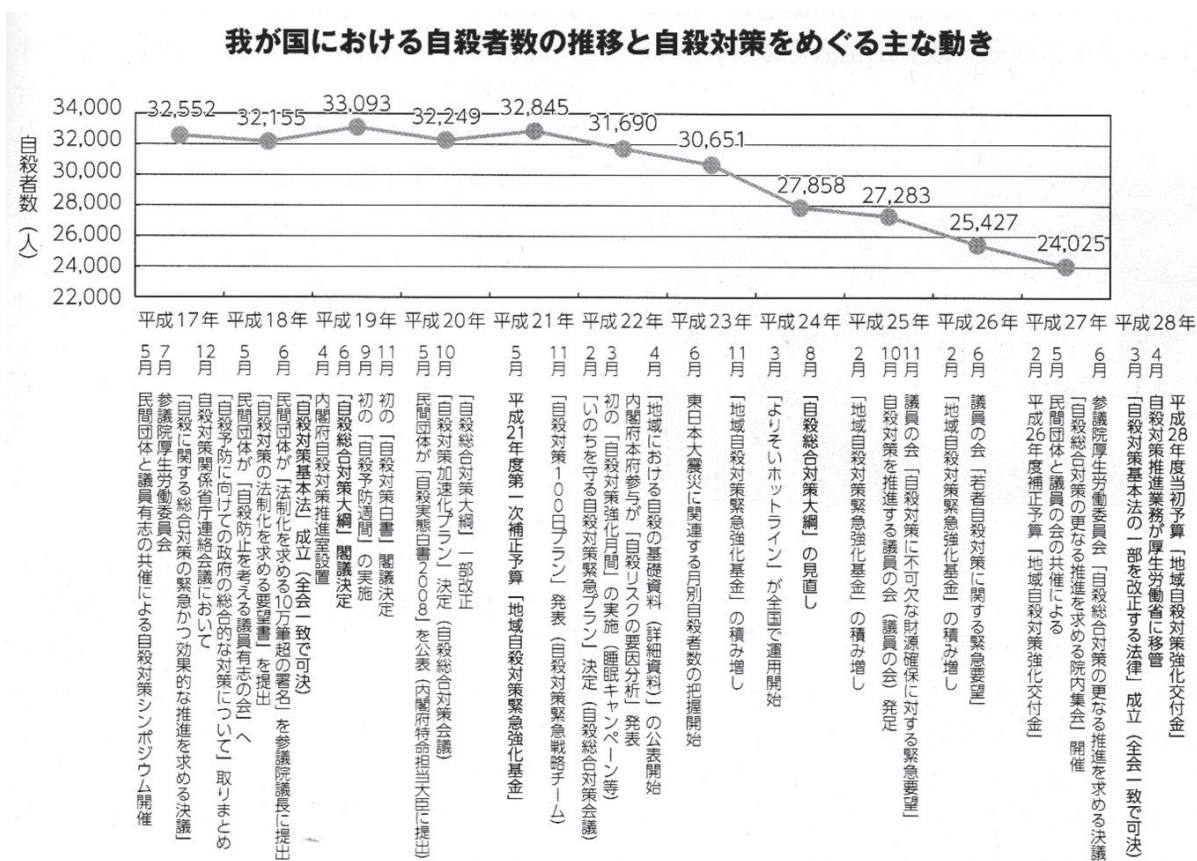 我が国における自殺者数の推移と自殺対策をめぐる主な動き
自殺者数（人）
34,000
32,000
30,000
28,000
26,000
24,000
22,000
32,552
32,155
33,093
32,249
32,845
31,690
30,651
27,858
27,283
25,427
24,025
平成17年
平成18年
平成19年
平成20年
平成21年
平成22年
平成23年
平成24年
平成25年
平成26年
平成27年
平成28年
5月
民間団体と議員有志の共催による自殺対策シンポジウム開催
7月
参議院厚生労働委員会
「自殺に関する総合対策の緊急かつ効果的な推進を求める決議」
12月
自殺対策関係省庁連絡会議において
「自殺予防に向けての政府の総合的な対策について」取りまとめ
5月
民間団体が「自殺防止を考える議員有志の会」へ
「自殺対策の法制化を求める要望書」を提出
6月
民間団体が「法制化を求める10万筆超の署名」を参議院議長に提出
「自殺対策基本法」成立（全会一致で可決）
4月
内閣府自殺対策推進室設置
6月
「自殺総合対策大綱」閣議決定
9月
初の「自殺予防週間」の実施
11月
初の「自殺対策白書」閣議決定
5月
民間団体が「自殺実態白書2008」を公表（内閣府特命担当大臣に提出）
10月
「自殺対策加速化プラン」決定（自殺総合対策会議）
「自殺総合対策大綱」一部改正
5月
平成21年度第一次補正予算「地域自殺対策緊急強化基金」
11月
「自殺対策100日プラン」発表（自殺対策緊急戦略チーム）
2月
「いのちを守る自殺対策緊急プラン」決定（自殺総合対策会議）
3月
初の「自殺対策強化月間」の実施（睡眠キャンペーン等）
内閣府本府参与が「自殺リスクの要因分析」発表
4月
「地域における自殺の基礎資料（詳細資料）」の公表開始
6月
東日本大震災に関連する月別自殺者数の把握開始
11月
「地域自殺対策緊急強化基金」の積み増し
3月
「よりそいホットライン」が全国で運用開始
8月
「自殺総合対策大綱」の見直し
2月
「地域自殺対策緊急強化基金」の積み増し
10月
自殺対策を推進する議員の会（議員の会）発足
11月
議員の会「自殺対策に不可欠な財源確保に対する緊急要望」
2月
「地域自殺対策緊急強化基金」の積み増し
6月
議員の会「若者自殺対策に関する緊急要望」
2月
平成26年度補正予算「地域自殺対策強化交付金」
5月
民間団体と議員の会の共催による
「自殺総合対策の更なる推進を求める院内集会」開催
6月
参議院厚生労働委員会「自殺総合対策の更なる推進を求める決議」
3月
「自殺対策基本法の一部を改正する法律」成立（全会一致で可決）
4月
自殺対策推進業務が厚生労働省に移管
平成28年度当初予算「地域自殺対策強化交付金」